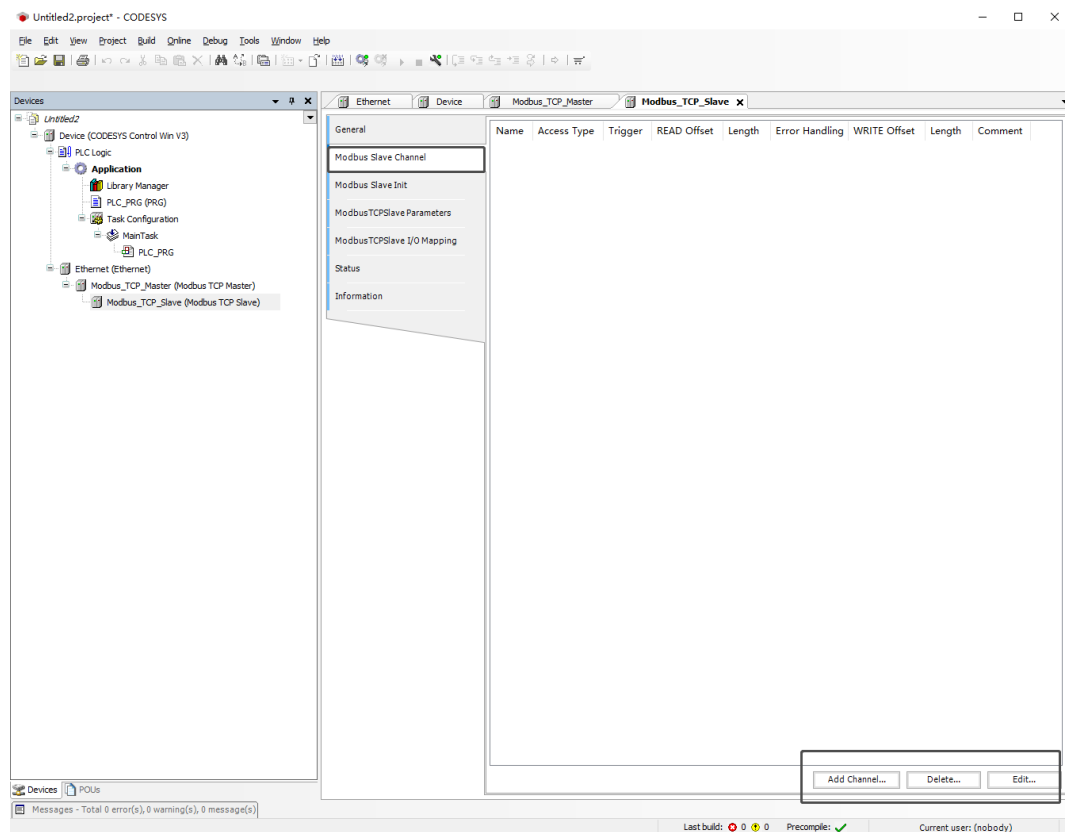 Untitled2.project* - CODESYS
File Edit View Project Build Online Debug Tools Window Help
Devices
Untitled2
Device (CODESYS Control Win V3)
PLC Logic
Application
Library Manager
PLC_PRG (PRG)
Task Configuration
MainTask
PLC_PRG
Ethernet (Ethernet)
Modbus_TCP_Master (Modbus TCP Master)
Modbus_TCP_Slave (Modbus TCP Slave)
Devices POUs
Ethernet Device Modbus_TCP_Master Modbus_TCP_Slave
General
Modbus Slave Channel
Modbus Slave Init
ModbusTCPSlave Parameters
ModbusTCPSlave I/O Mapping
Status
Information
Name Access Type Trigger READ Offset Length Error Handling WRITE Offset Length Comment
Add Channel... Delete... Edit...
Messages - Total 0 error(s), 0 warning(s), 0 message(s)
Last build: 0 0 Precompile: Current user: (nobody)